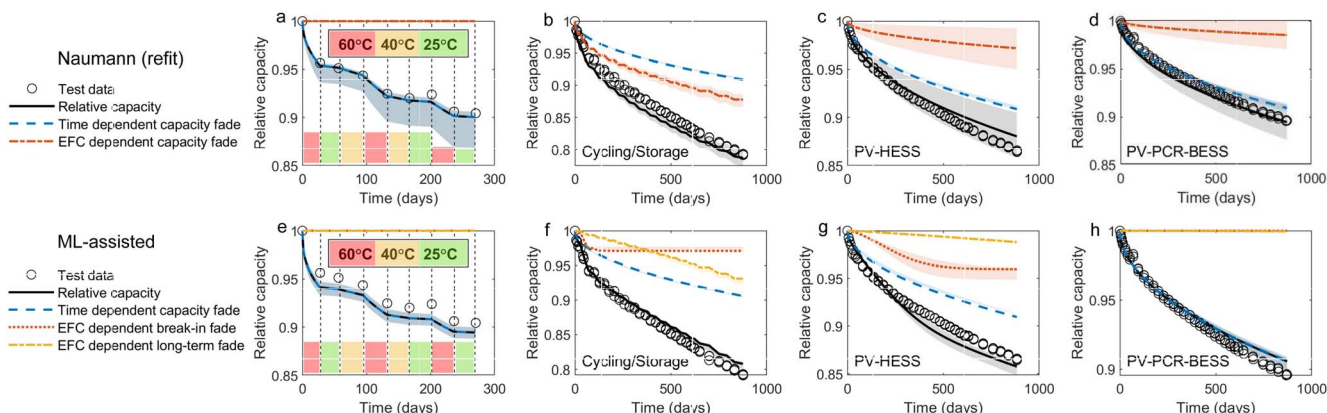 Naumann (refit)
Test data
Relative capacity
Time dependent capacity fade
EFC dependent capacity fade
a
Relative capacity
1
0.95
0.9
0.85
60°C 40°C 25°C
0 100 200 300
Time (days)
b
Relative capacity
1
0.95
0.9
0.85
0.8
Cycling/Storage
0 500 1000
Time (days)
c
Relative capacity
1
0.95
0.9
0.85
PV-HESS
0 500 1000
Time (days)
d
Relative capacity
1
0.95
0.9
0.85
PV-PCR-BESS
0 500 1000
Time (days)
ML-assisted
Test data
Relative capacity
Time dependent capacity fade
EFC dependent break-in fade
EFC dependent long-term fade
e
Relative capacity
1
0.95
0.9
0.85
60°C 40°C 25°C
0 100 200 300
Time (days)
f
Relative capacity
1
0.95
0.9
0.85
0.8
Cycling/Storage
0 500 1000
Time (days)
g
Relative capacity
1
0.95
0.9
0.85
PV-HESS
0 500 1000
Time (days)
h
Relative capacity
1
0.95
0.9
PV-PCR-BESS
0 500 1000
Time (days)